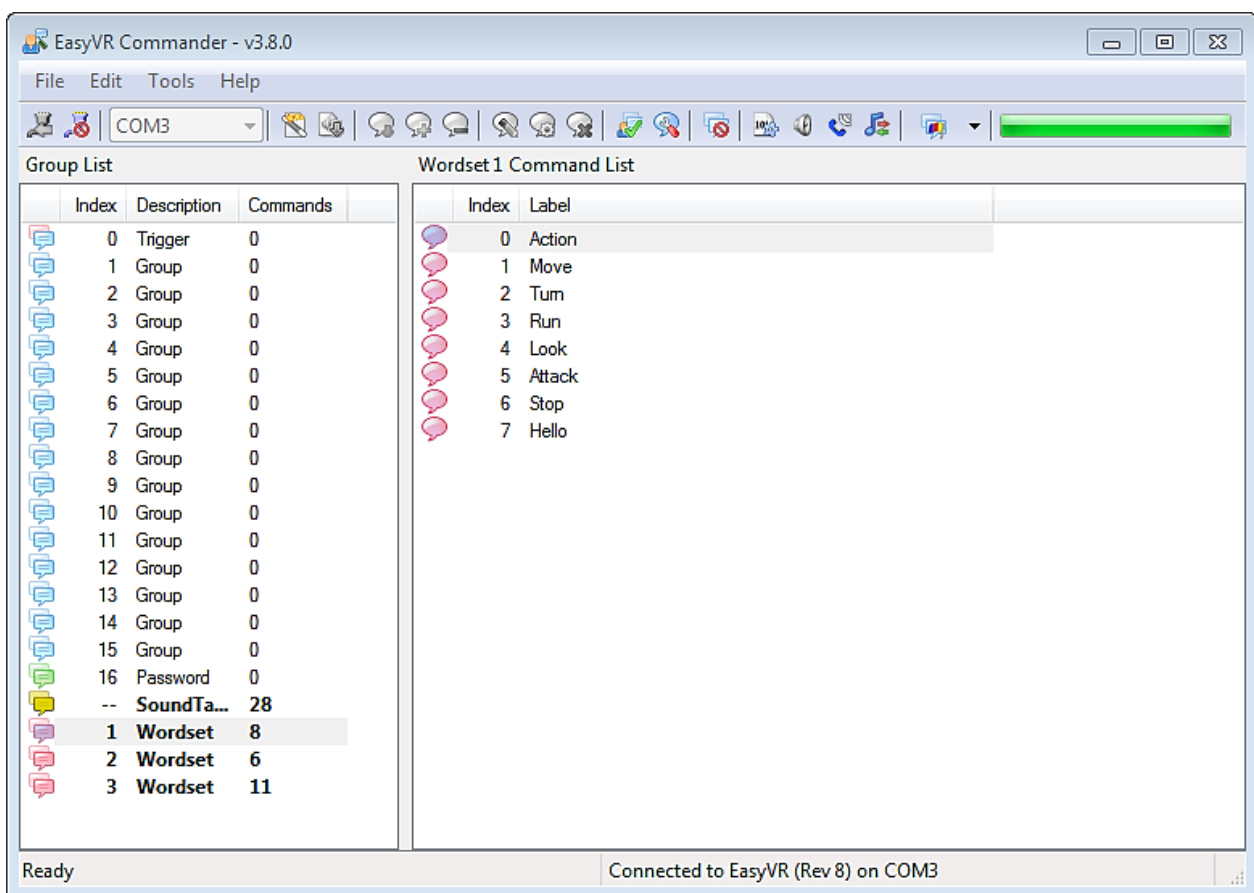 EasyVR Commander - v3.8.0
File Edit Tools Help
COM3
Group List
Index Description Commands
0 Trigger 0
1 Group 0
2 Group 0
3 Group 0
4 Group 0
5 Group 0
6 Group 0
7 Group 0
8 Group 0
9 Group 0
10 Group 0
11 Group 0
12 Group 0
13 Group 0
14 Group 0
15 Group 0
16 Password 0
-- SoundTa... 28
1 Wordset 8
2 Wordset 6
3 Wordset 11
Wordset 1 Command List
Index Label
0 Action
1 Move
2 Turn
3 Run
4 Look
5 Attack
6 Stop
7 Hello
Ready
Connected to EasyVR (Rev 8) on COM3